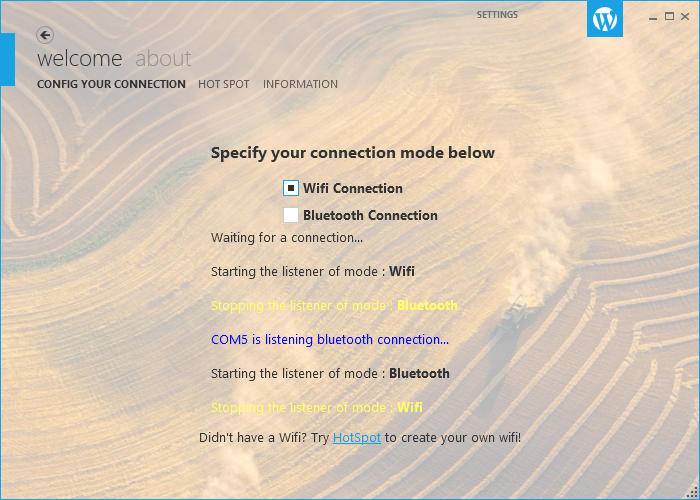 SETTINGS
welcome about
CONFIG YOUR CONNECTION HOT SPOT INFORMATION
Specify your connection mode below
Wifi Connection
Bluetooth Connection
Waiting for a connection...
Starting the listener of mode : Wifi
Stopping the listener of mode : Bluetooth
COM5 is listening bluetooth connection...
Starting the listener of mode : Bluetooth
Stopping the listener of mode : Wifi
Didn't have a Wifi? Try HotSpot to create your own wifi!